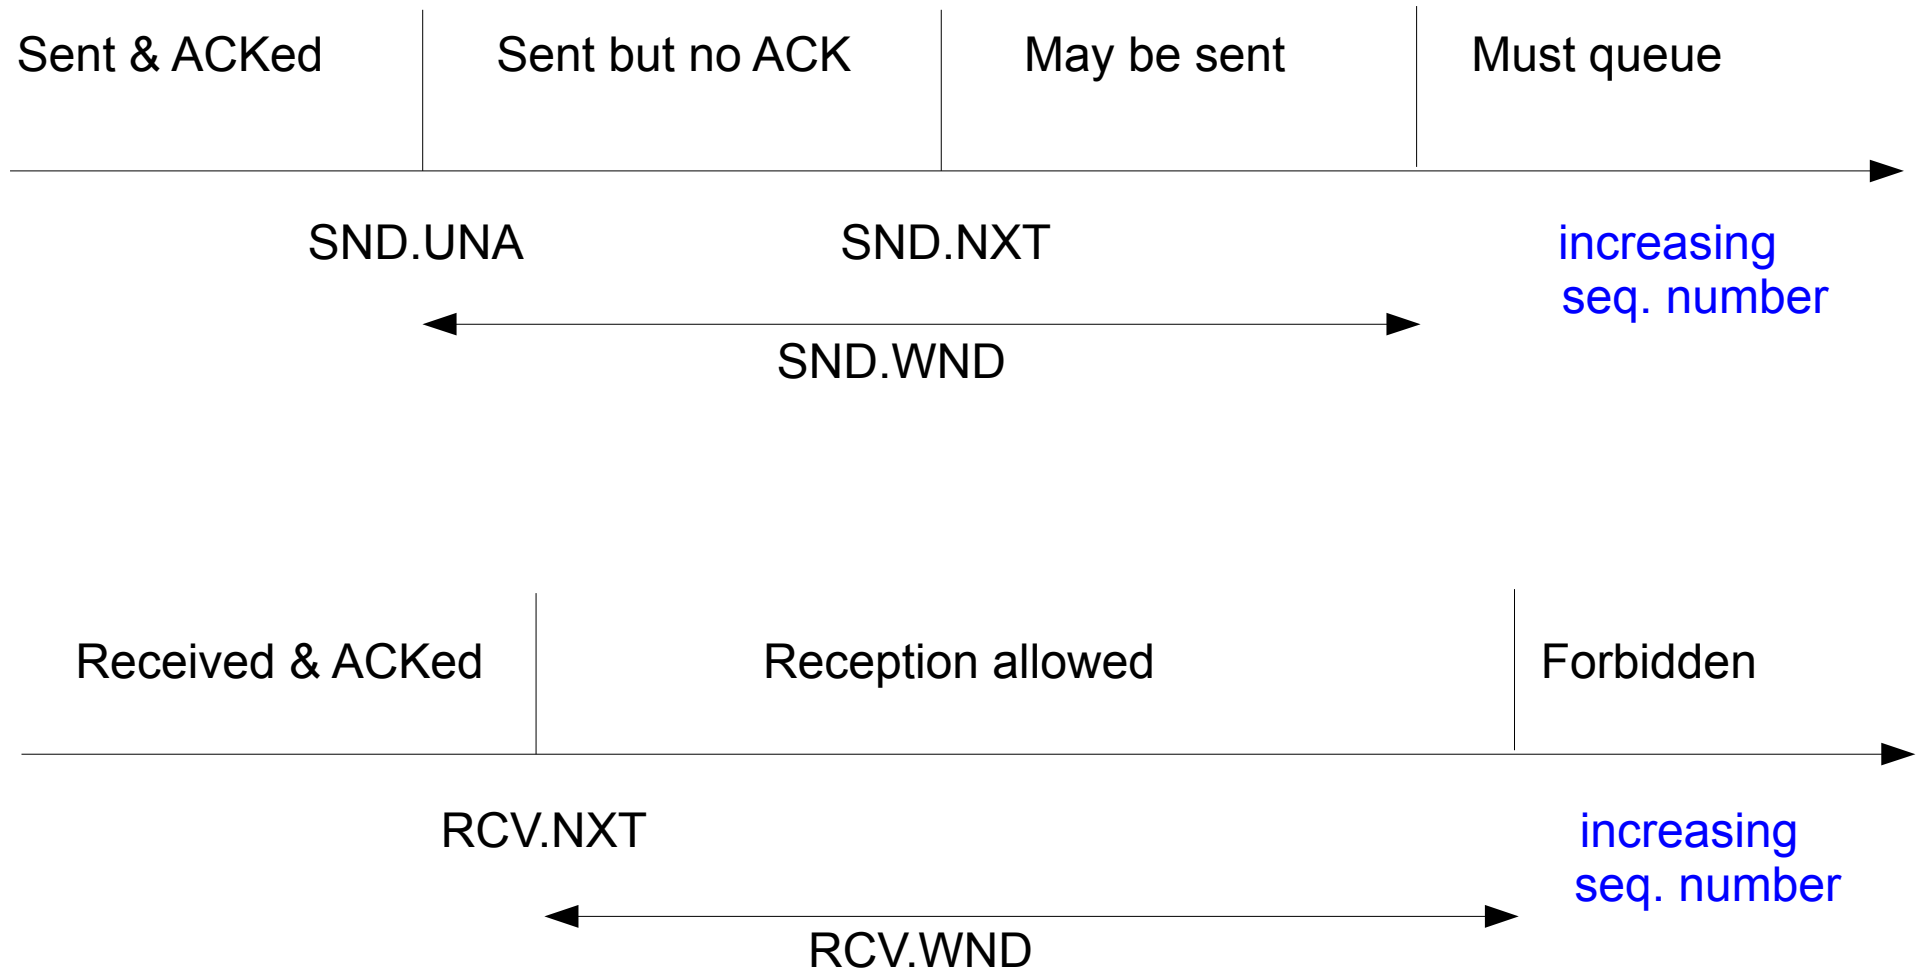 Sent & ACKed
Sent but no ACK
May be sent
Must queue
SND.UNA
SND.NXT
increasing
seq. number
SND.WND
Received & ACKed
Reception allowed
Forbidden
RCV.NXT
increasing
seq. number
RCV.WND